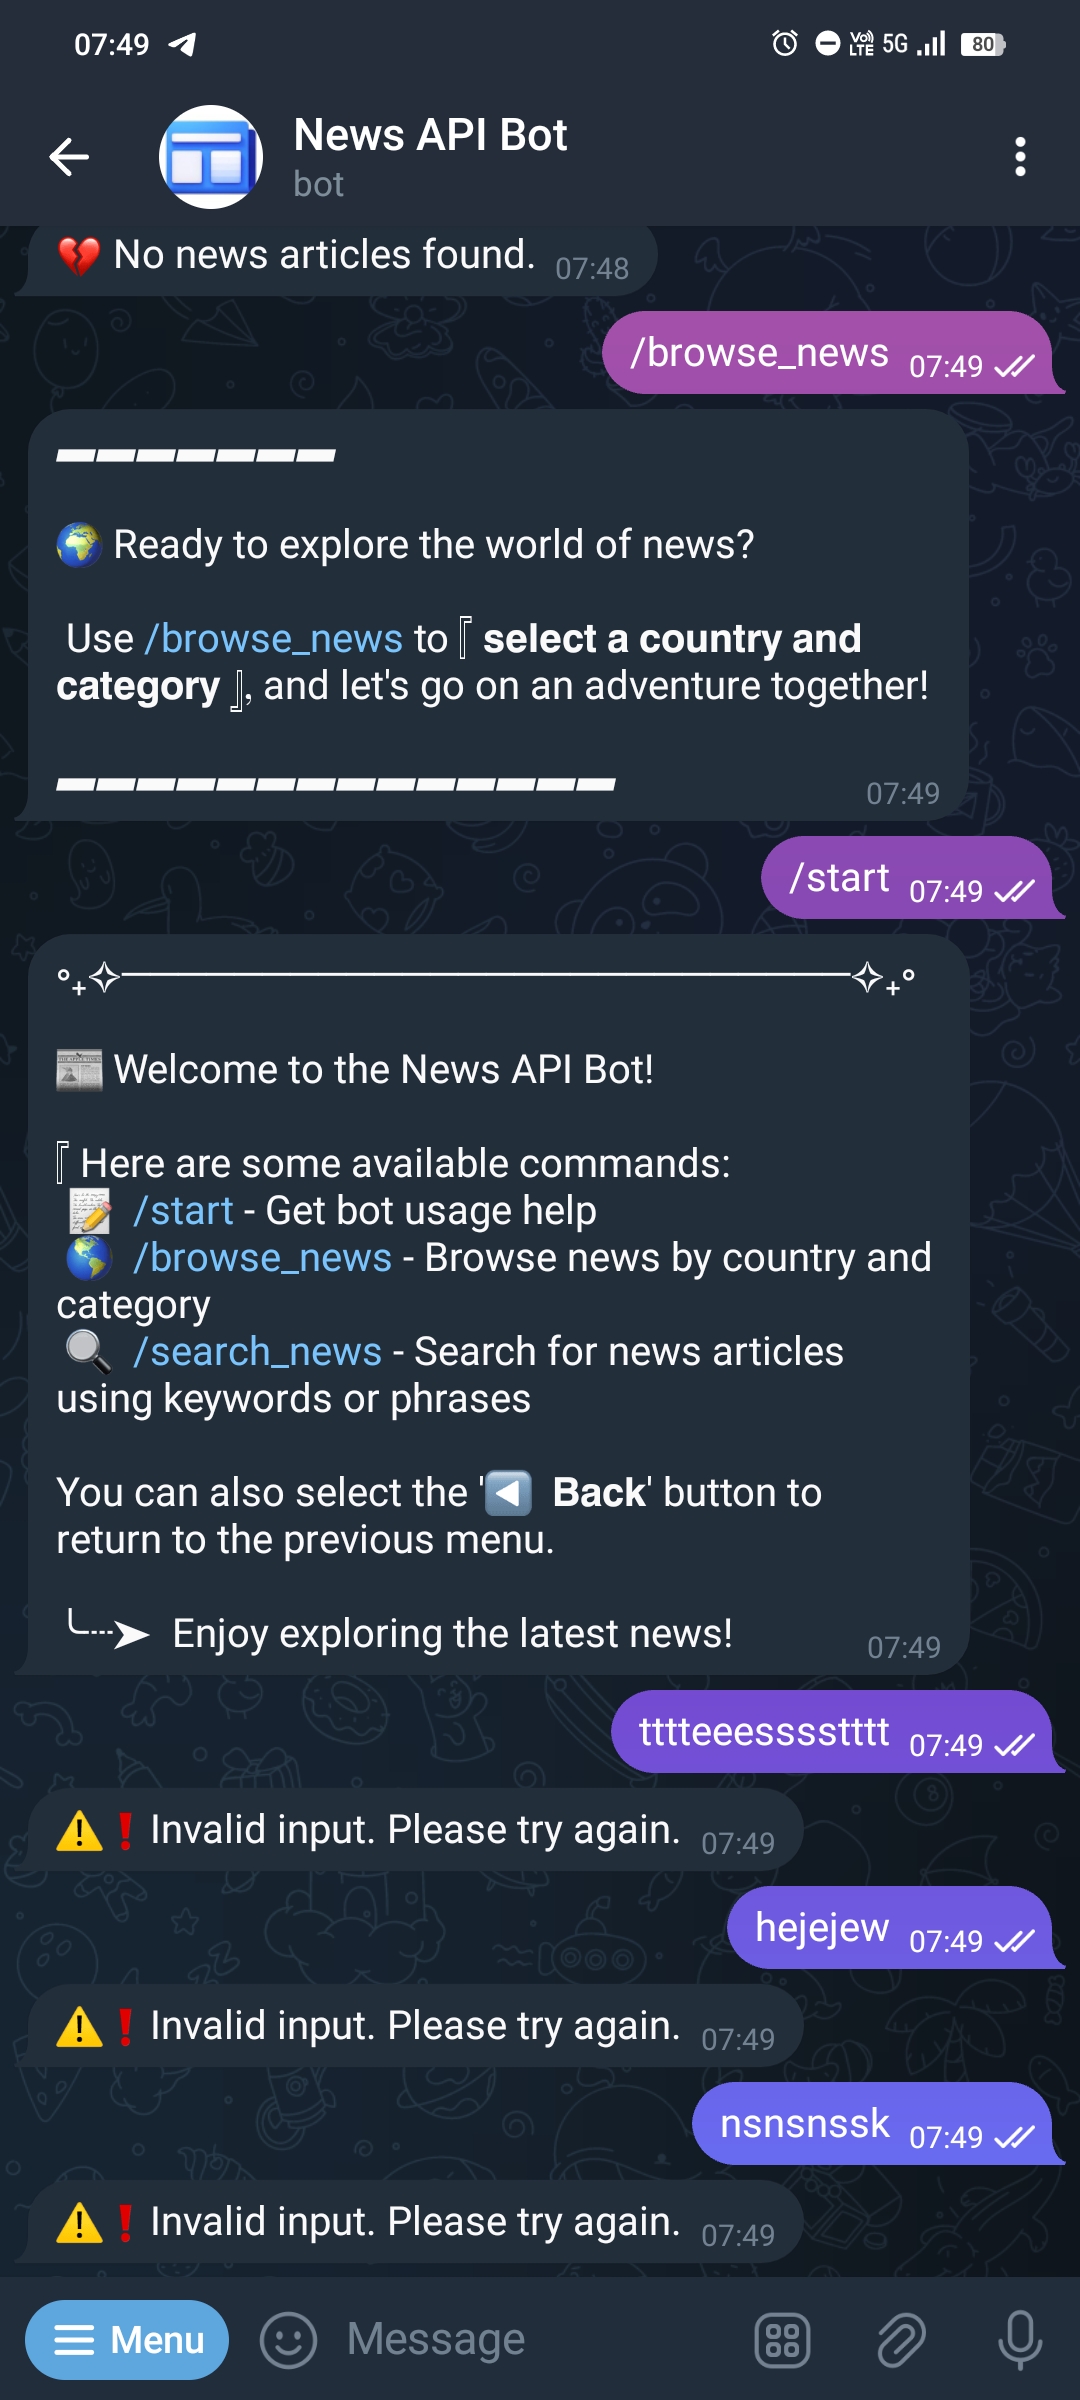 07:49
Vo)) LTE 5G 80
News API Bot
bot
💔 No news articles found. 07:48
/browse_news 07:49
▰▰▰▰▰▰▰
🌍 Ready to explore the world of news?
Use /browse_news to『 select a country and
category 』, and let's go on an adventure together!
▰▰▰▰▰▰▰▰▰▰▰▰▰▰
07:49
/start 07:49
°₊✧────────────────✧₊°
📰 Welcome to the News API Bot!
『 Here are some available commands:
📝 /start - Get bot usage help
🌎 /browse_news - Browse news by country and
category
🔍 /search_news - Search for news articles
using keywords or phrases
You can also select the '◀️ Back' button to
return to the previous menu.
╰┈➤ Enjoy exploring the latest news! 07:49
tttteeesssstttt 07:49
⚠️❗ Invalid input. Please try again. 07:49
hejejew 07:49
⚠️❗ Invalid input. Please try again. 07:49
nsnsnssk 07:49
⚠️❗ Invalid input. Please try again. 07:49
Menu
Message